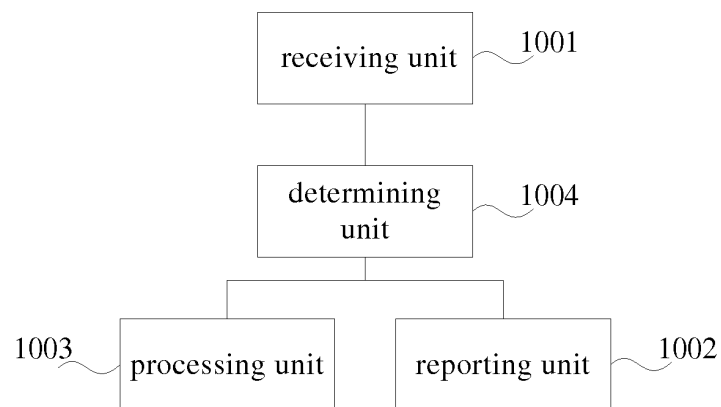 receiving unit
1001
determining
unit
1004
1003
processing unit
reporting unit
1002